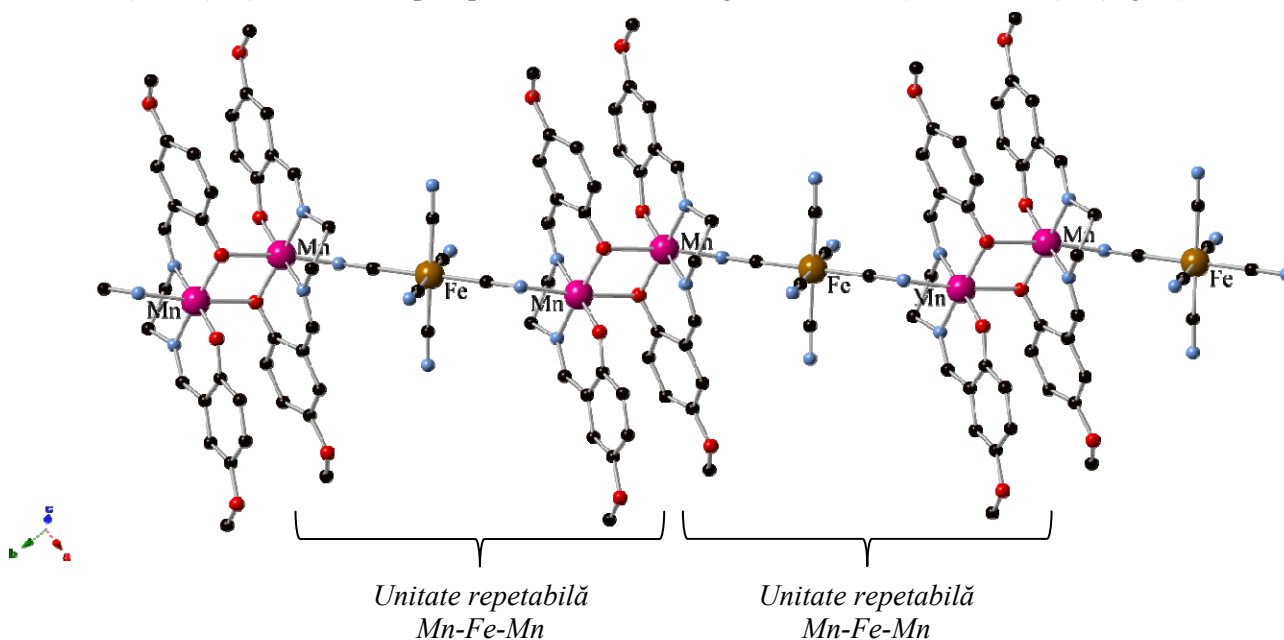 Mn Mn Mn
Fe Fe Fe
Mn Mn Mn
c
b a
Unitate repetabilă Unitate repetabilă
Mn-Fe-Mn Mn-Fe-Mn